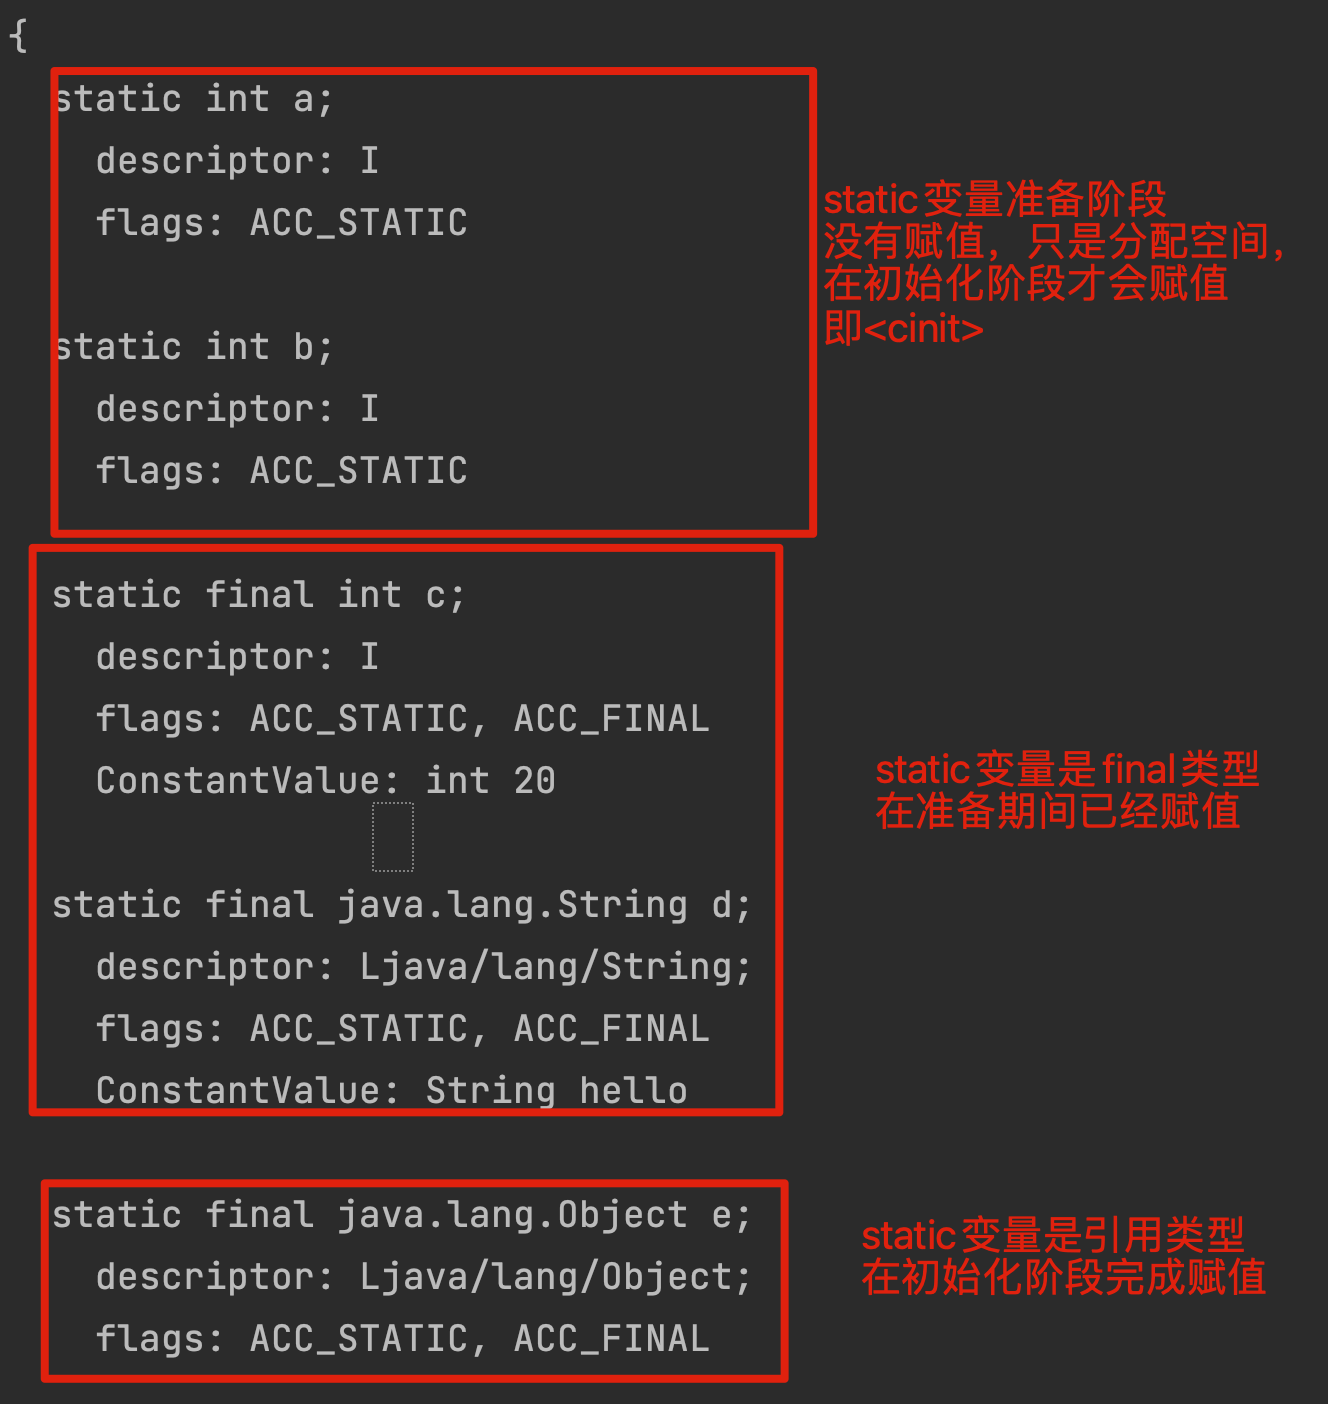 {
static int a;
descriptor: I
flags: ACC_STATIC
static变量准备阶段
没有赋值，只是分配空间，
在初始化阶段才会赋值
即<cinit>
static int b;
descriptor: I
flags: ACC_STATIC
static final int c;
descriptor: I
flags: ACC_STATIC, ACC_FINAL
ConstantValue: int 20
static变量是final类型
在准备期间已经赋值
static final java.lang.String d;
descriptor: Ljava/lang/String;
flags: ACC_STATIC, ACC_FINAL
ConstantValue: String hello
static final java.lang.Object e;
descriptor: Ljava/lang/Object;
flags: ACC_STATIC, ACC_FINAL
static变量是引用类型
在初始化阶段完成赋值